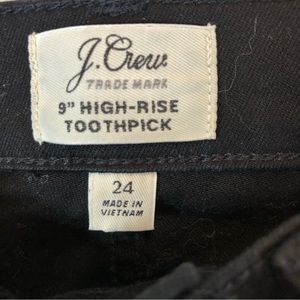 J.Crew
TRADE MARK
9" HIGH-RISE
TOOTHPICK
24
MADE IN
VIETNAM